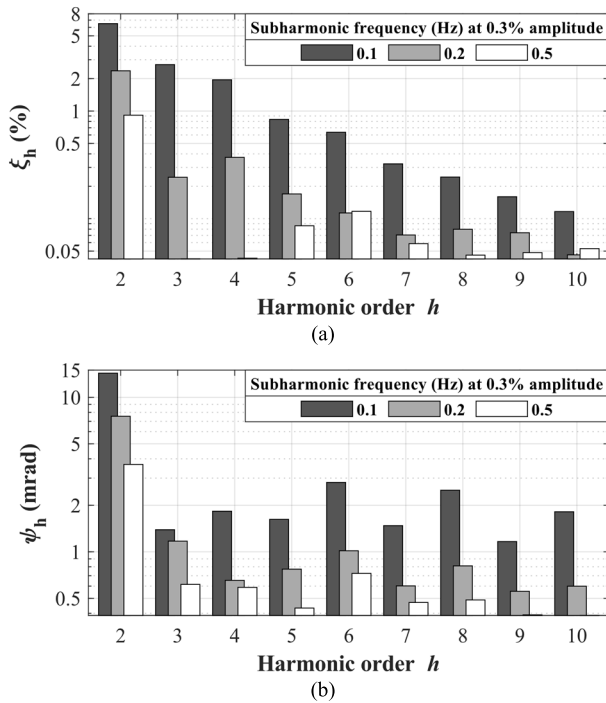 8
5
2
1
0.5
0.05
ξh (%)
Subharmonic frequency (Hz) at 0.3% amplitude
0.1 0.2 0.5
2 3 4 5 6 7 8 9 10
Harmonic order h
(a)
15
10
5
2
1
0.5
ψh (mrad)
Subharmonic frequency (Hz) at 0.3% amplitude
0.1 0.2 0.5
2 3 4 5 6 7 8 9 10
Harmonic order h
(b)